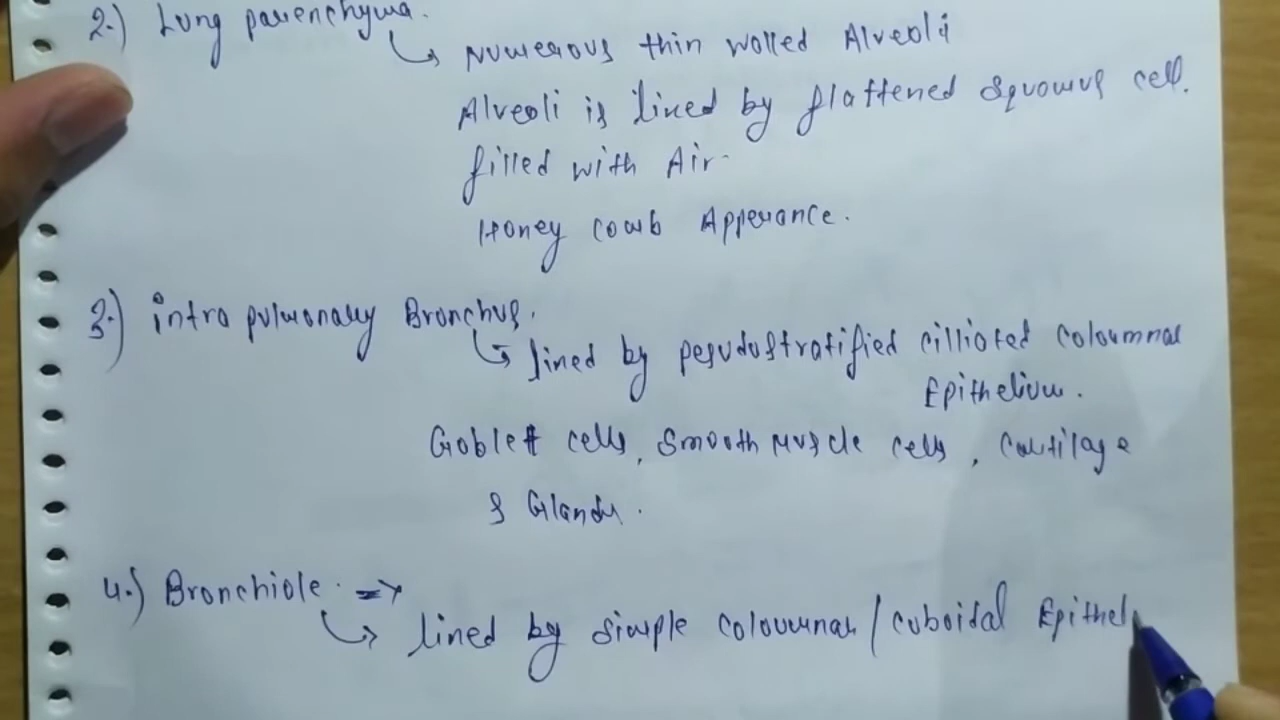 2.) Lung parenchyma.
↳ Numerous thin walled Alveoli
Alveoli is lined by flattened squamus cell.
filled with Air.
Honey comb Apperance.
3.) intra pulmonary Bronchus.
↳ lined by pesudostratified cilliated coloumnar
Epithelium.
Goblet cells, smooth Muscle cells, Cartilage
& Glands.
4.) Bronchiole. =>
↳ lined by simple coloumnar / cuboidal Epithel